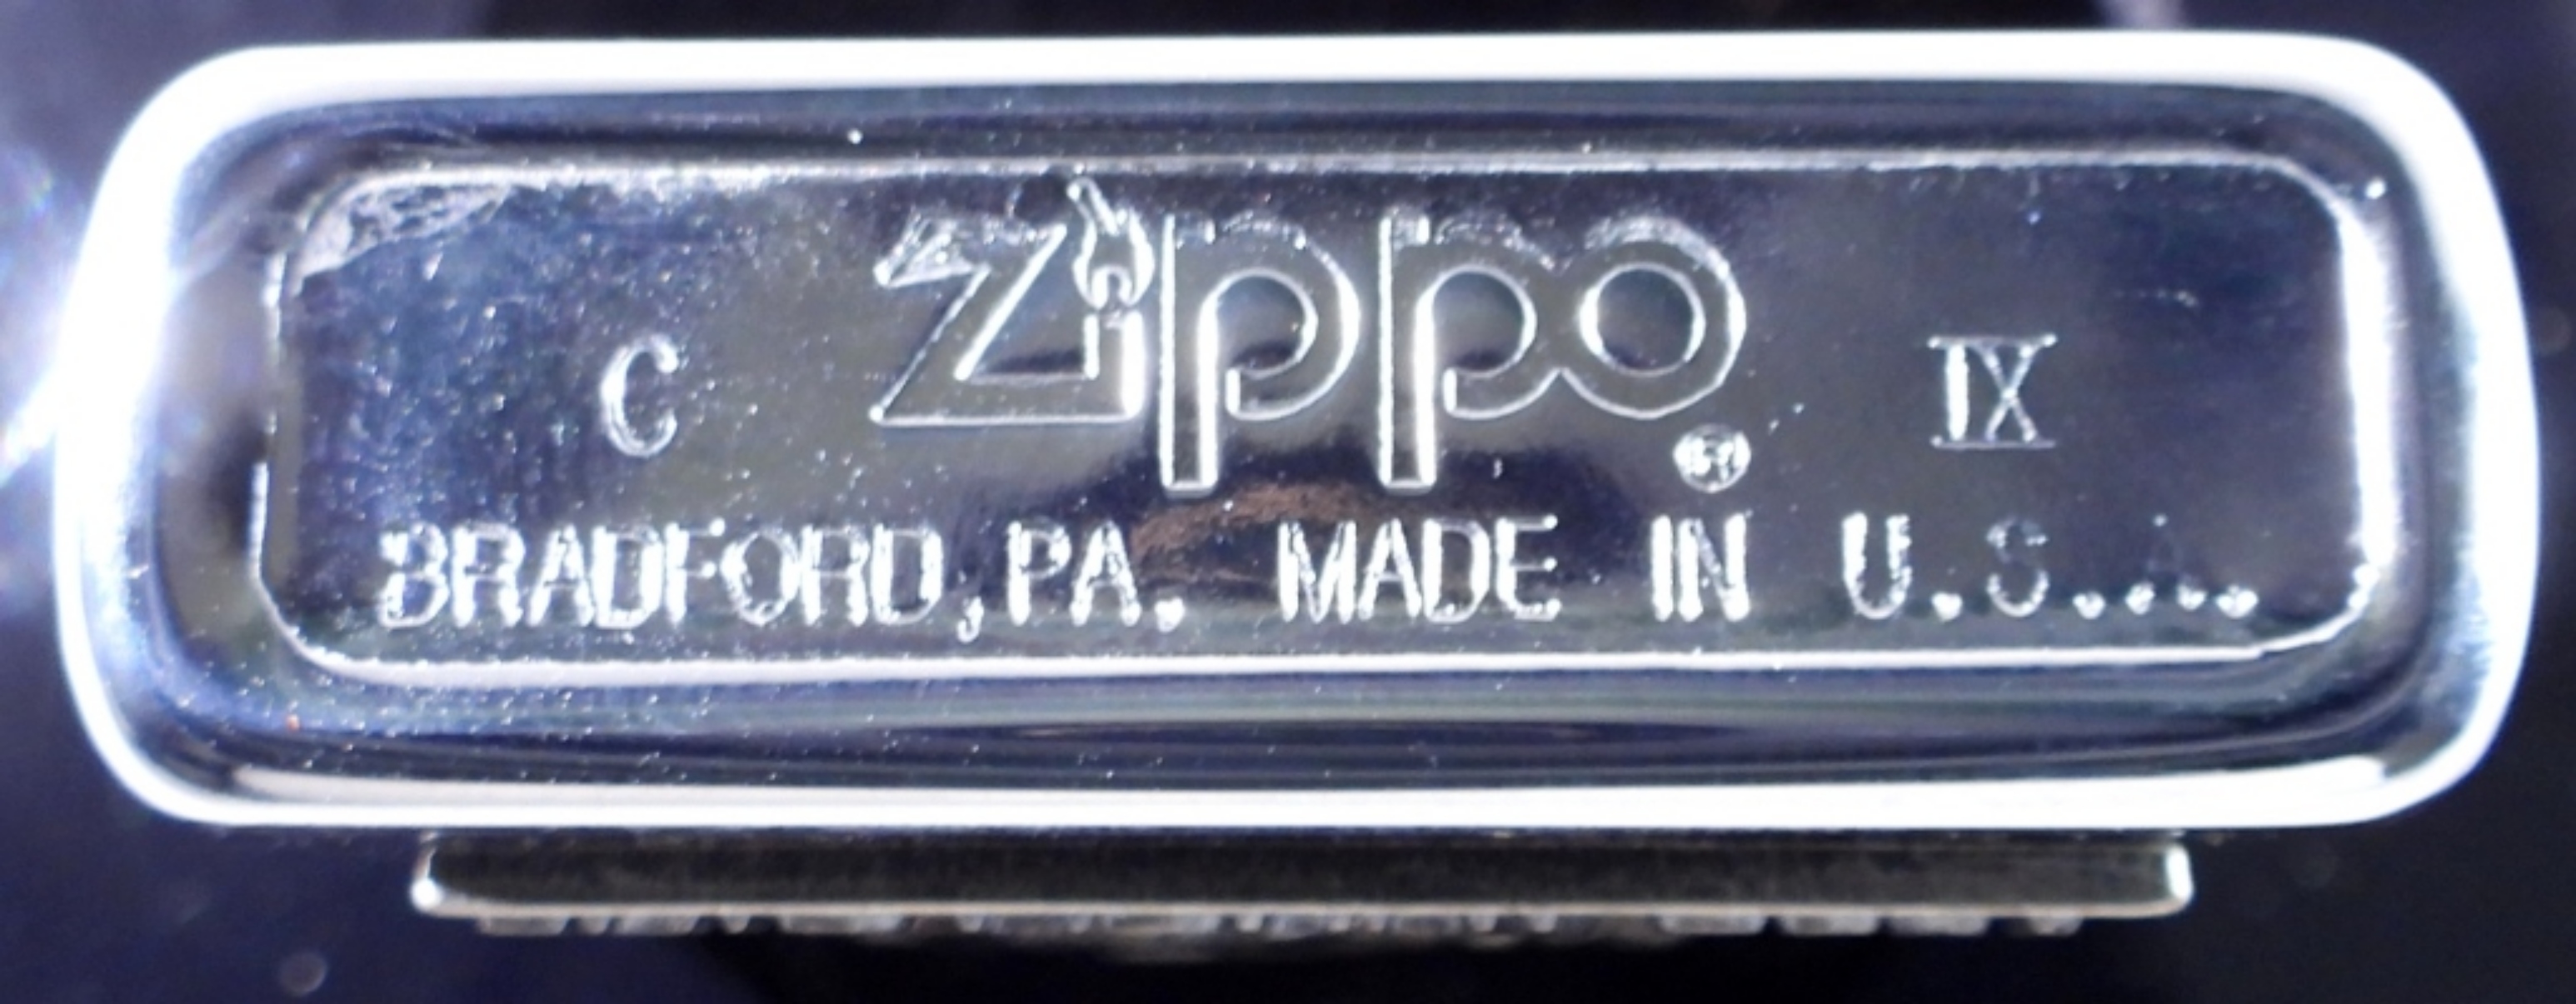 C Zippo ® IX
BRADFORD, PA. MADE IN U.S.A...